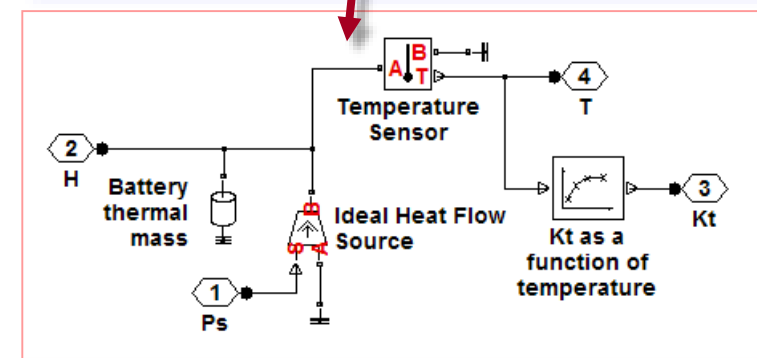 B
A
T
4
T
Temperature
Sensor
2
H
Battery
thermal
mass
B
S
A
Ideal Heat Flow
Source
1
Ps
3
Kt
Kt as a
function of
temperature